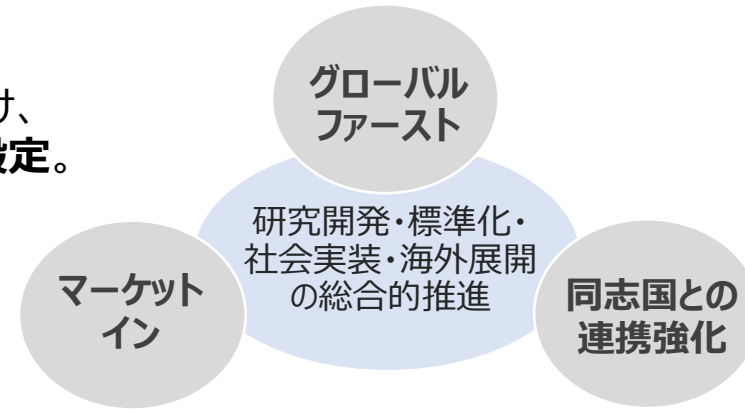 け、
設定。
グローバル
ファースト
研究開発・標準化・
社会実装・海外展開
の総合的推進
マーケット
イン
同志国との
連携強化